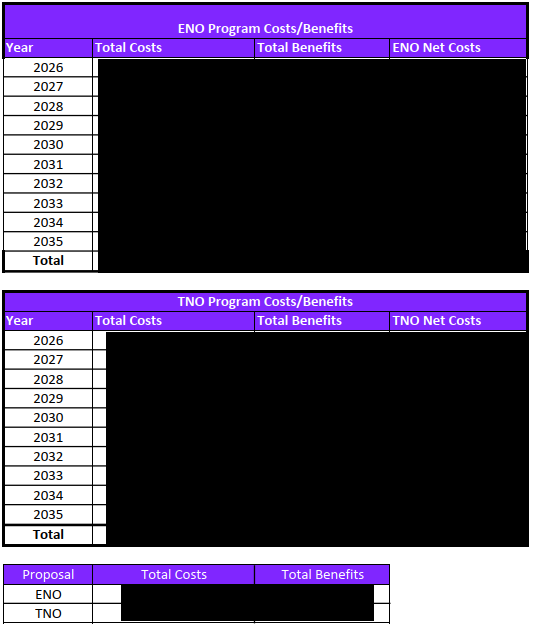 ENO Program Costs/Benefits
Year Total Costs Total Benefits ENO Net Costs
2026
2027
2028
2029
2030
2031
2032
2033
2034
2035
Total
TNO Program Costs/Benefits
Year Total Costs Total Benefits TNO Net Costs
2026
2027
2028
2029
2030
2031
2032
2033
2034
2035
Total
Proposal Total Costs Total Benefits
ENO
TNO